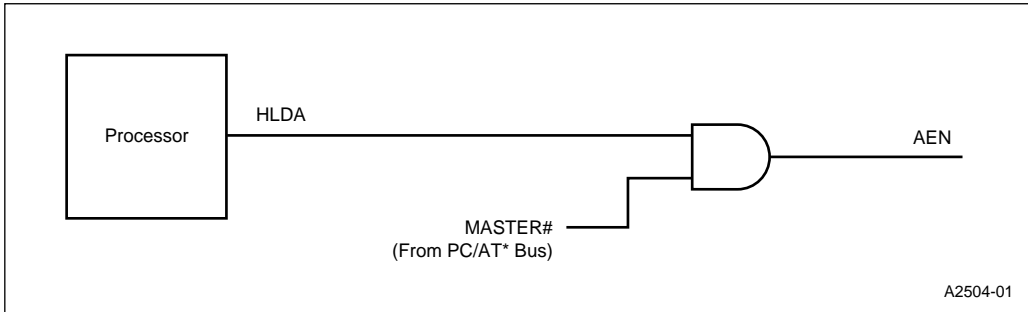 HLDA
Processor
AEN
MASTER#
(From PC/AT* Bus)
A2504-01